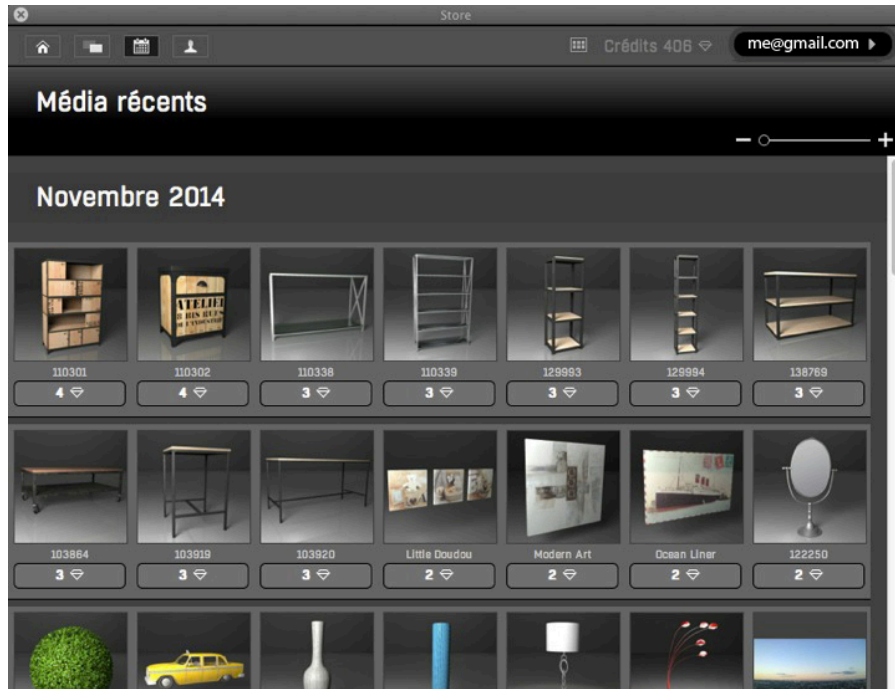 Store
Crédits 406
me@gmail.com
Média récents
Novembre 2014
110301 110302 110338 110339 129993 129994 138769
4 4 3 3 3 3 3
103864 103919 103920 Little Doudou Modern Art Ocean Liner 122250
3 3 3 2 2 2 2